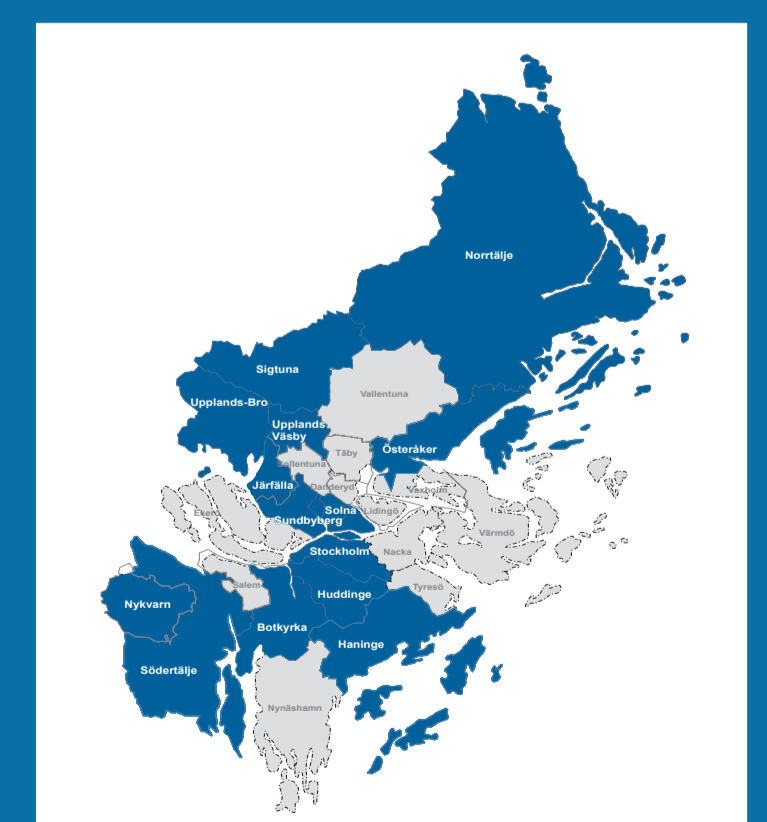 Norrtälje
Sigtuna
Vallentuna
Upplands-Bro
Upplands
Väsby
Österåker
Täby
Sollentuna
Järfälla
Danderyd
Vaxholm
Ekerö
Solna
Lidingö
Sundbyberg
Värmdö
Stockholm
Nacka
Salem
Tyresö
Huddinge
Nykvarn
Botkyrka
Haninge
Södertälje
Nynäshamn